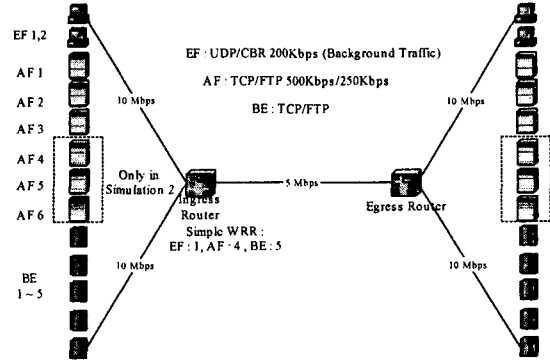 EF : UDP/CBR 200Kbps (Background Traffic)
AF : TCP/FTP 500Kbps/250Kbps
BE : TCP/FTP
EF 1,2
AF 1
AF 2
AF 3
AF 4
AF 5
AF 6
BE
1 ~ 5
10 Mbps
10 Mbps
Only in
Simulation 2
Ingress
Router
Simple WRR :
EF : 1, AF : 4, BE : 5
5 Mbps
Egress Router
10 Mbps
10 Mbps